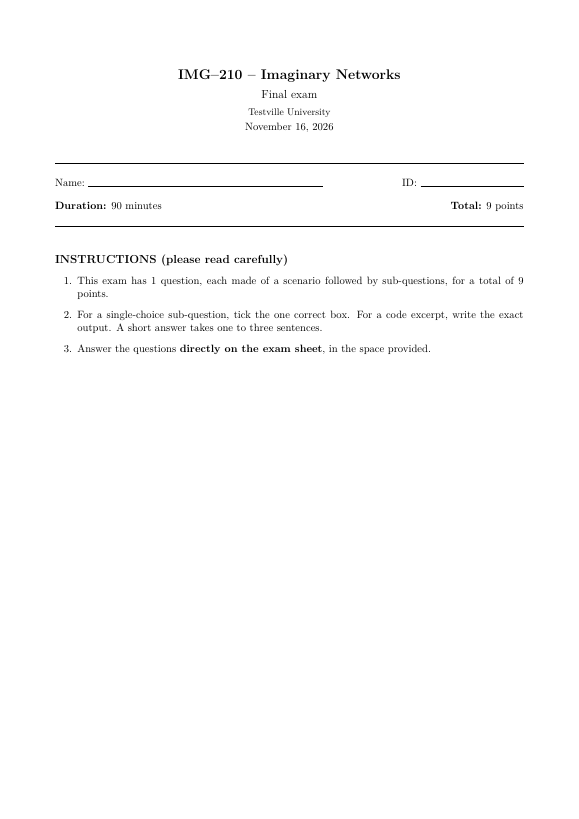 IMG–210 – Imaginary Networks
Final exam
Testville University
November 16, 2026
Name: ID:
Duration: 90 minutes Total: 9 points
INSTRUCTIONS (please read carefully)
1. This exam has 1 question, each made of a scenario followed by sub-questions, for a total of 9
points.
2. For a single-choice sub-question, tick the one correct box. For a code excerpt, write the exact
output. A short answer takes one to three sentences.
3. Answer the questions directly on the exam sheet, in the space provided.